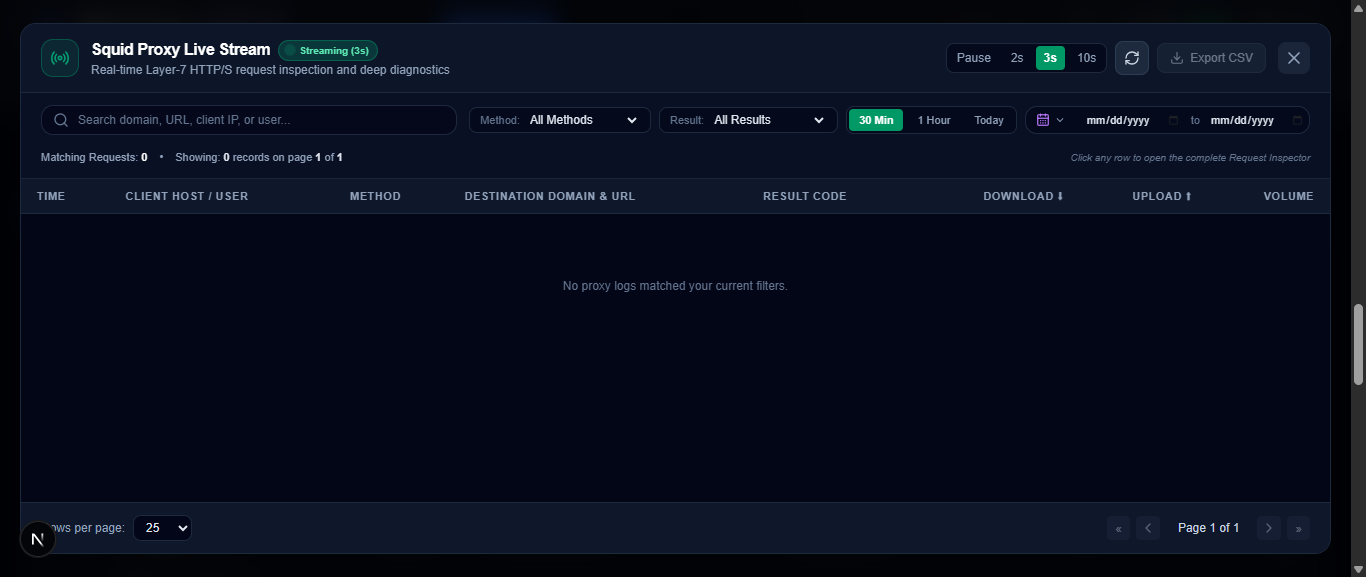 Squid Proxy Live Stream
Streaming (3s)
Real-time Layer-7 HTTP/S request inspection and deep diagnostics
Pause 2s 3s 10s
Export CSV
Search domain, URL, client IP, or user...
Method: All Methods
Result: All Results
30 Min 1 Hour Today
mm/dd/yyyy to mm/dd/yyyy
Matching Requests: 0 • Showing: 0 records on page 1 of 1
Click any row to open the complete Request Inspector
TIME CLIENT HOST / USER METHOD DESTINATION DOMAIN & URL RESULT CODE DOWNLOAD ⬇ UPLOAD ⬆ VOLUME
No proxy logs matched your current filters.
ows per page: 25
N
« Page 1 of 1 »